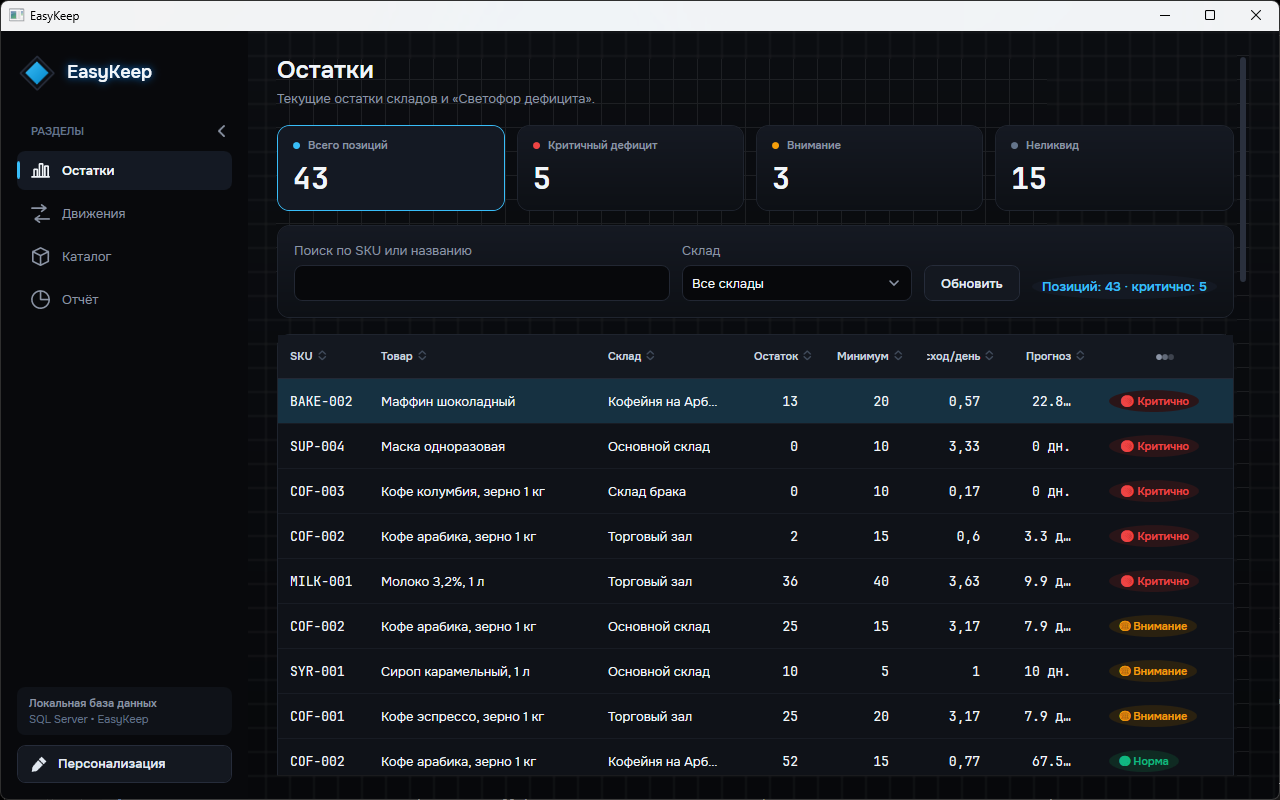 EasyKeep
EasyKeep
РАЗДЕЛЫ
Остатки
Движения
Каталог
Отчёт
Локальная база данных
SQL Server • EasyKeep
Персонализация
Остатки
Текущие остатки складов и «Светофор дефицита».
Всего позиций
43
Критичный дефицит
5
Внимание
3
Неликвид
15
Поиск по SKU или названию
Склад
Все склады
Обновить
Позиций: 43 · критично: 5
SKU Товар Склад Остаток Минимум ход/день Прогноз
BAKE-002 Маффин шоколадный Кофейня на Арб… 13 20 0,57 22.8… Критично
SUP-004 Маска одноразовая Основной склад 0 10 3,33 0 дн. Критично
COF-003 Кофе колумбия, зерно 1 кг Склад брака 0 10 0,17 0 дн. Критично
COF-002 Кофе арабика, зерно 1 кг Торговый зал 2 15 0,6 3.3 д… Критично
MILK-001 Молоко 3,2%, 1 л Торговый зал 36 40 3,63 9.9 д… Критично
COF-002 Кофе арабика, зерно 1 кг Основной склад 25 15 3,17 7.9 д… Внимание
SYR-001 Сироп карамельный, 1 л Основной склад 10 5 1 10 дн. Внимание
COF-001 Кофе эспрессо, зерно 1 кг Торговый зал 25 20 3,17 7.9 д… Внимание
COF-002 Кофе арабика, зерно 1 кг Кофейня на Арб… 52 15 0,77 67.5… Норма